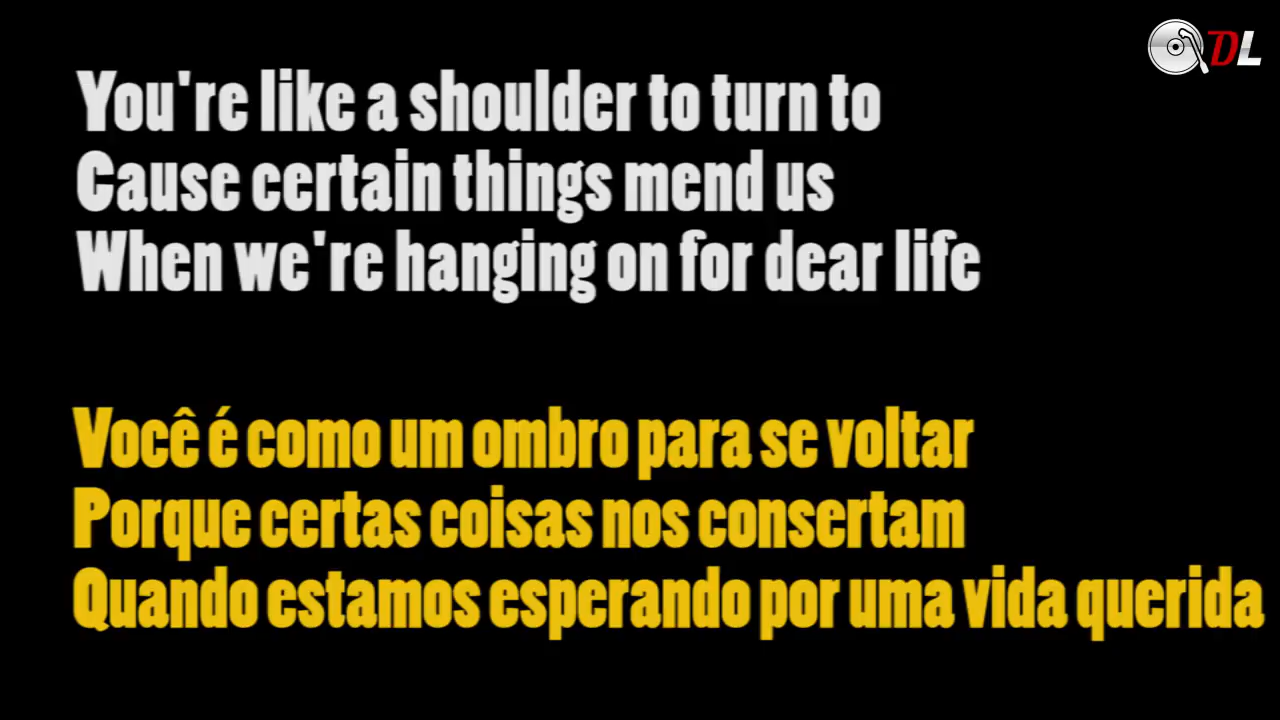 DL
You're like a shoulder to turn to
Cause certain things mend us
When we're hanging on for dear life
Você é como um ombro para se voltar
Porque certas coisas nos consertam
Quando estamos esperando por uma vida querida